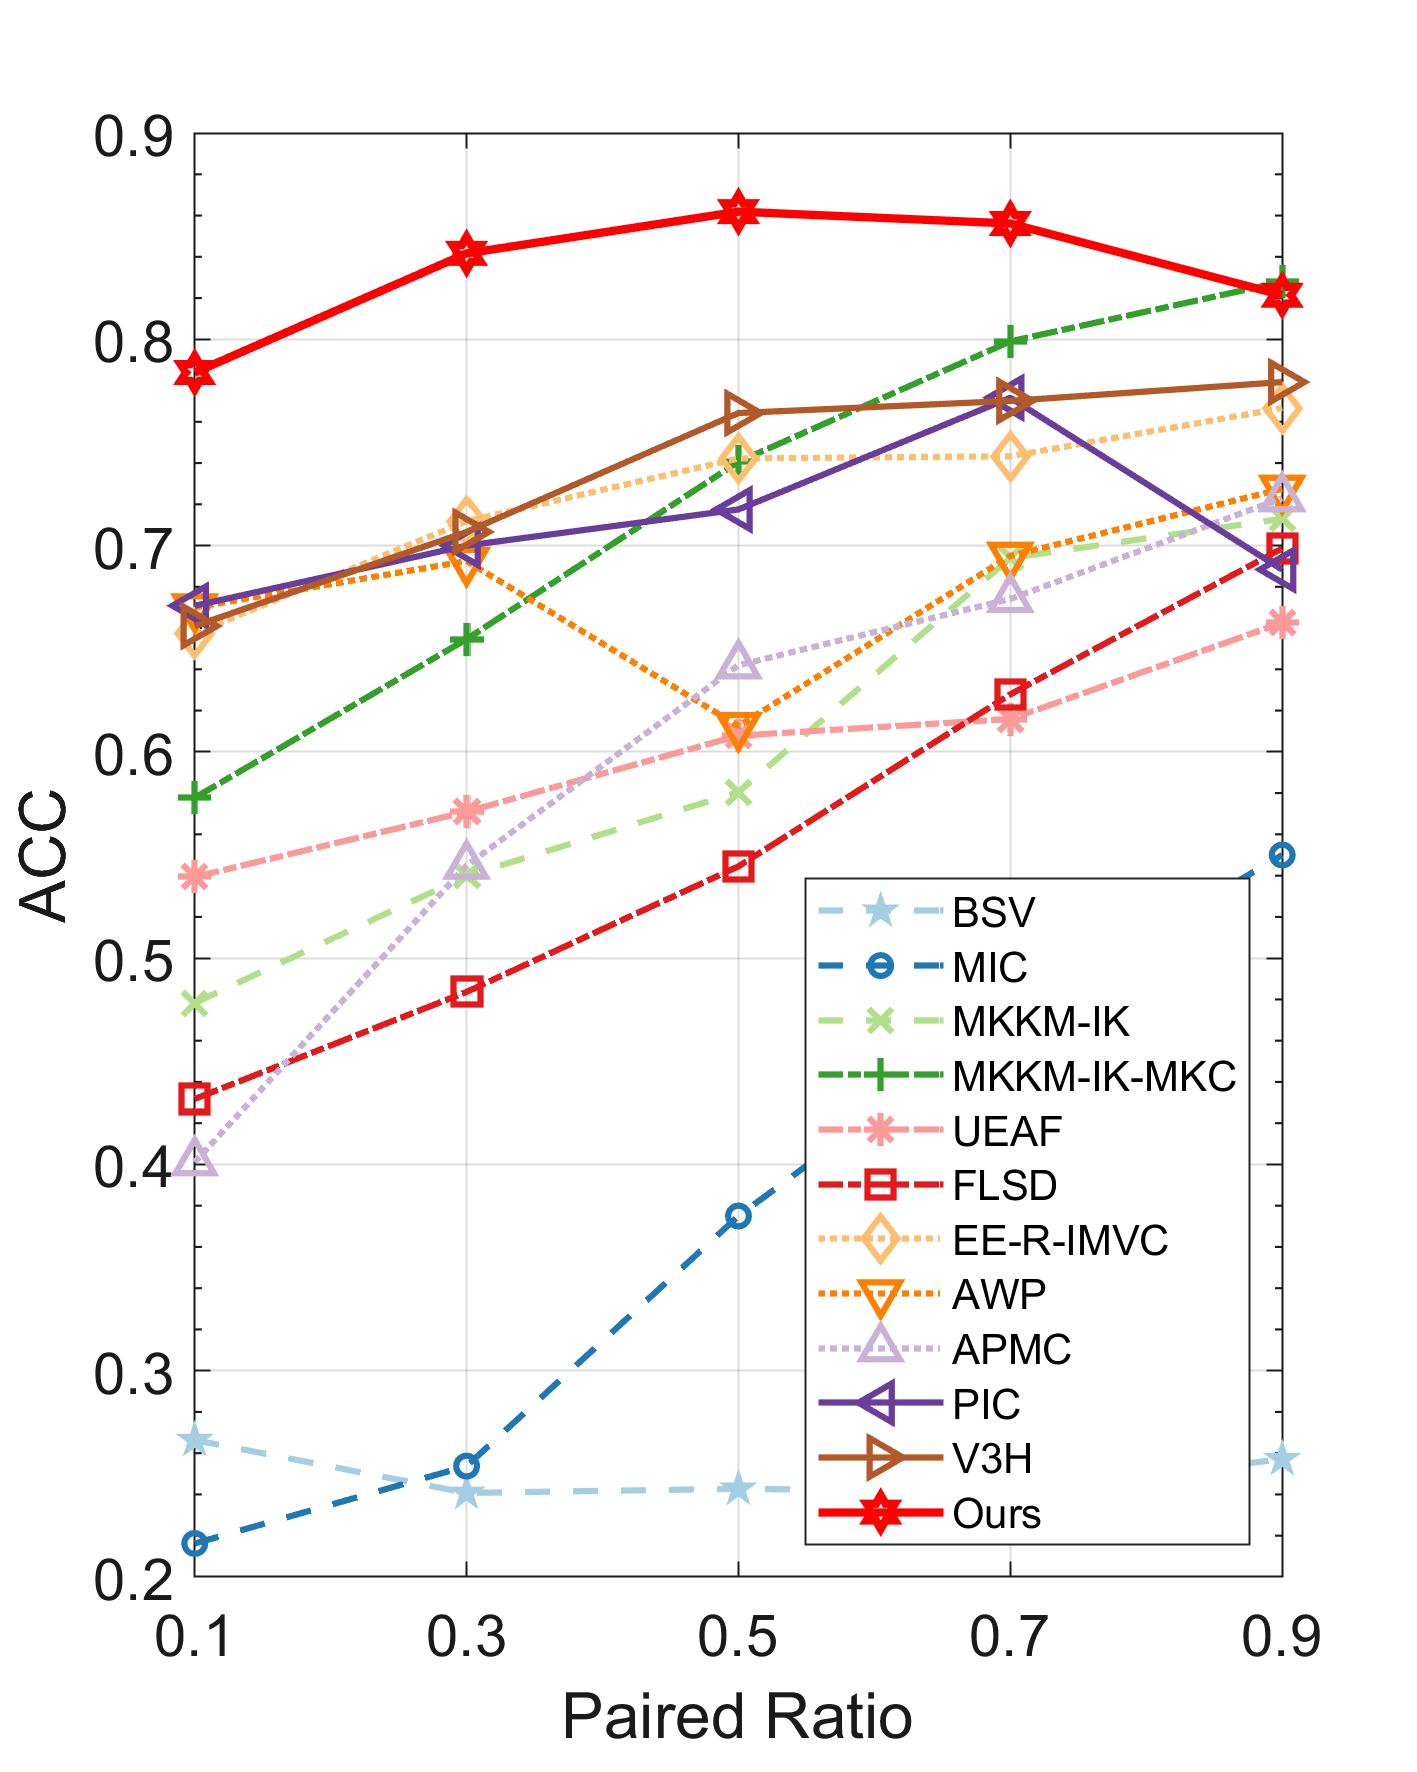 0.9
0.8
0.7
0.6
0.5
0.4
0.3
0.2
ACC
BSV
MIC
MKKM-IK
MKKM-IK-MKC
UEAF
FLSD
EE-R-IMVC
AWP
APMC
PIC
V3H
Ours
0.1 0.3 0.5 0.7 0.9
Paired Ratio